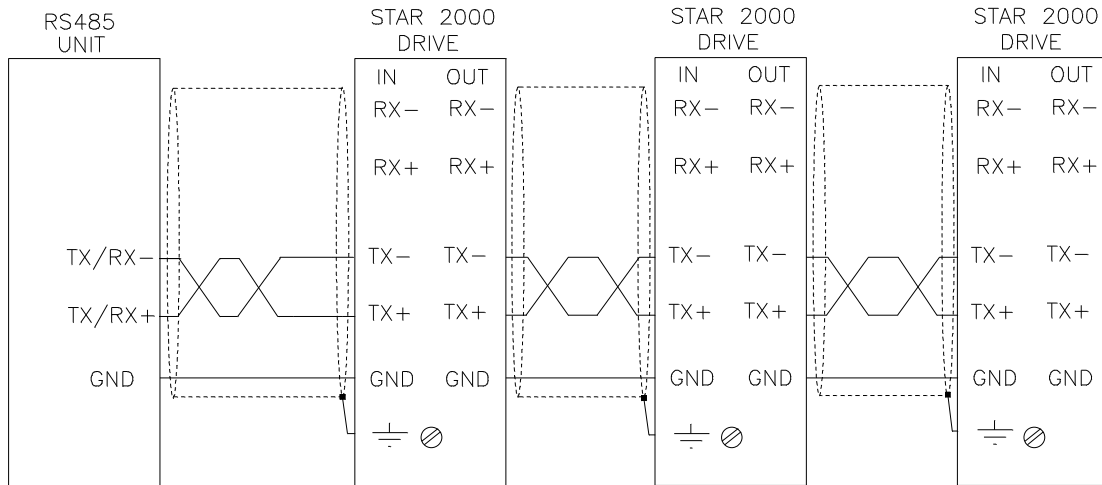 RS485
UNIT
STAR 2000
DRIVE
STAR 2000
DRIVE
STAR 2000
DRIVE
IN OUT
IN OUT
IN OUT
RX− RX−
RX− RX−
RX− RX−
RX+ RX+
RX+ RX+
RX+ RX+
TX/RX−
TX− TX−
TX− TX−
TX− TX−
TX/RX+
TX+ TX+
TX+ TX+
TX+ TX+
GND
GND GND
GND GND
GND GND